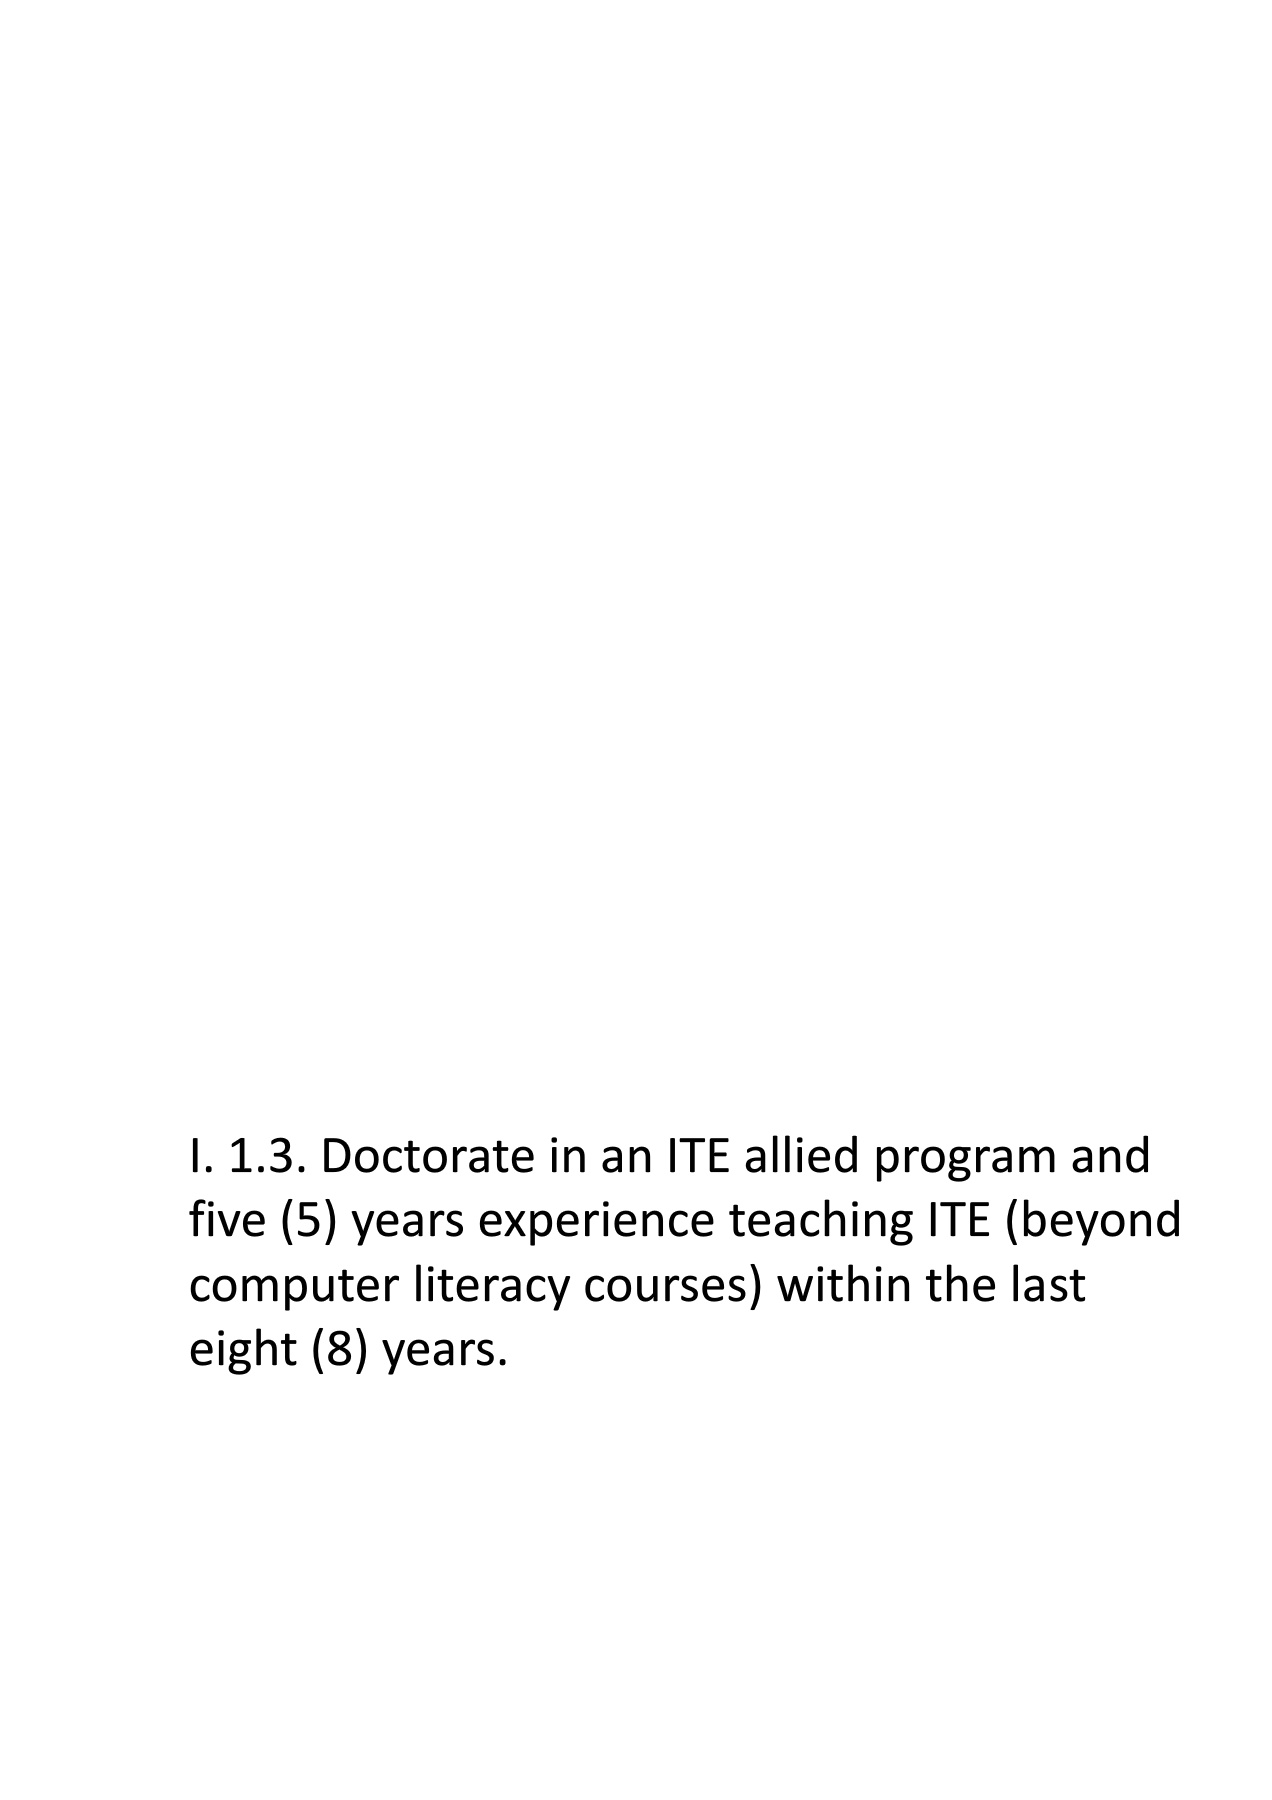 I. 1.3. Doctorate in an ITE allied program and
five (5) years experience teaching ITE (beyond
computer literacy courses) within the last
eight (8) years.